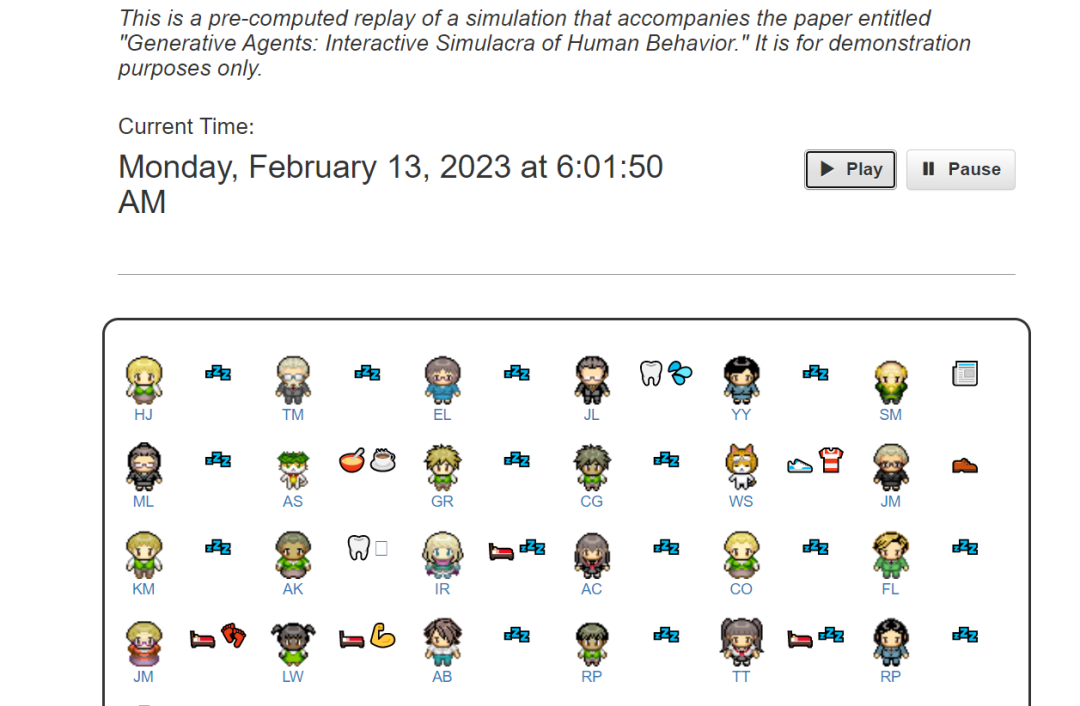 This is a pre-computed replay of a simulation that accompanies the paper entitled
"Generative Agents: Interactive Simulacra of Human Behavior." It is for demonstration
purposes only.
Current Time:
Monday, February 13, 2023 at 6:01:50
AM
Play Pause
HJ TM EL JL YY SM
ML AS GR CG WS JM
KM AK IR AC CO FL
JM LW AB RP TT RP